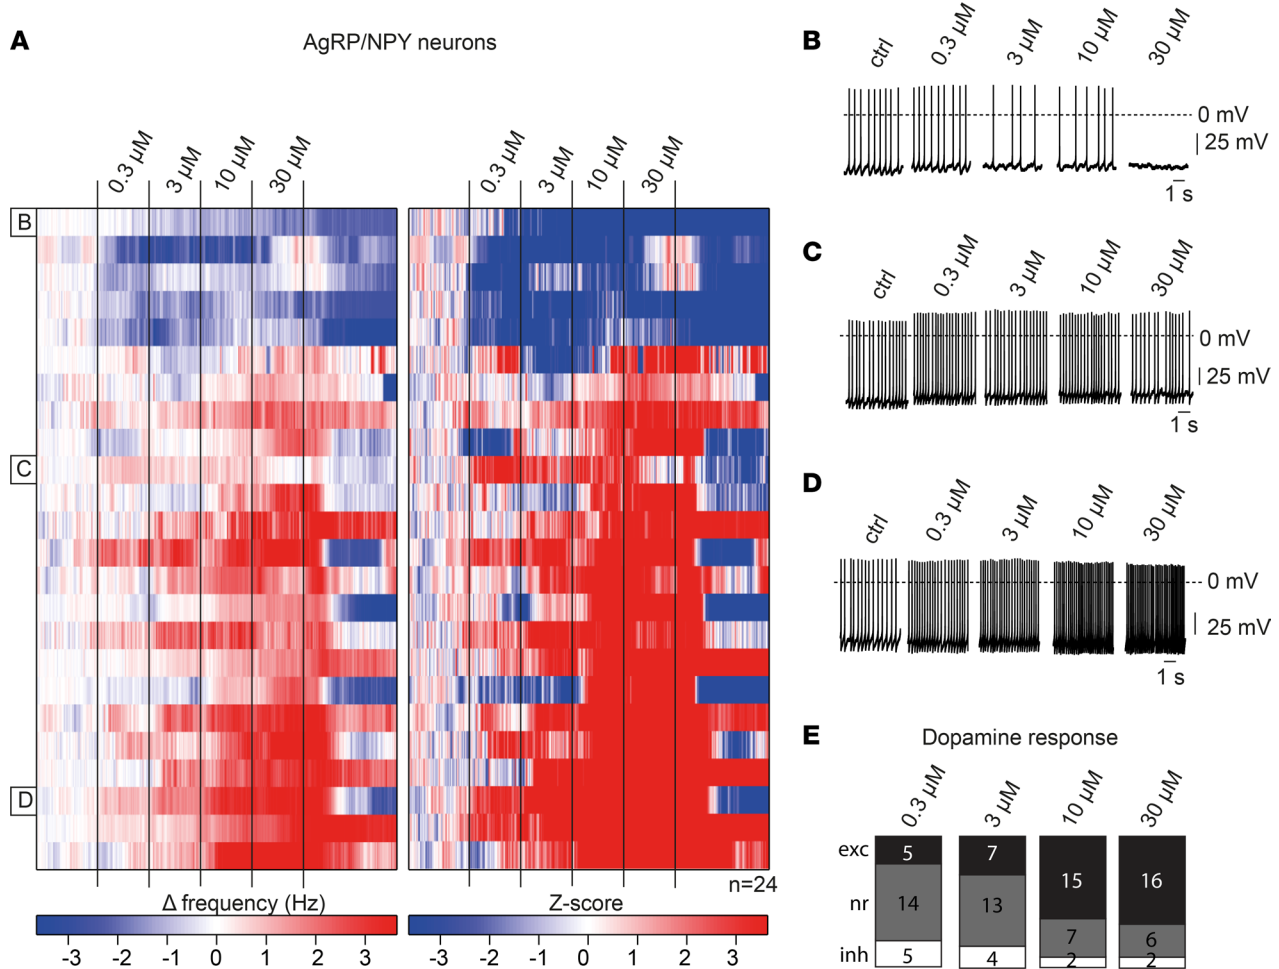 A
AgRP/NPY neurons
0.3 µM
3 µM
10 µM
30 µM
0.3 µM
3 µM
10 µM
30 µM
B
C
D
n=24
Δ frequency (Hz)
Z-score
-3 -2 -1 0 1 2 3
-3 -2 -1 0 1 2 3
B
ctrl
0.3 µM
3 µM
10 µM
30 µM
0 mV
25 mV
1 s
C
ctrl
0.3 µM
3 µM
10 µM
30 µM
0 mV
25 mV
1 s
D
ctrl
0.3 µM
3 µM
10 µM
30 µM
0 mV
25 mV
1 s
E
Dopamine response
0.3 µM
3 µM
10 µM
30 µM
exc 5 7 15 16
nr 14 13 7 6
inh 5 4 2 2